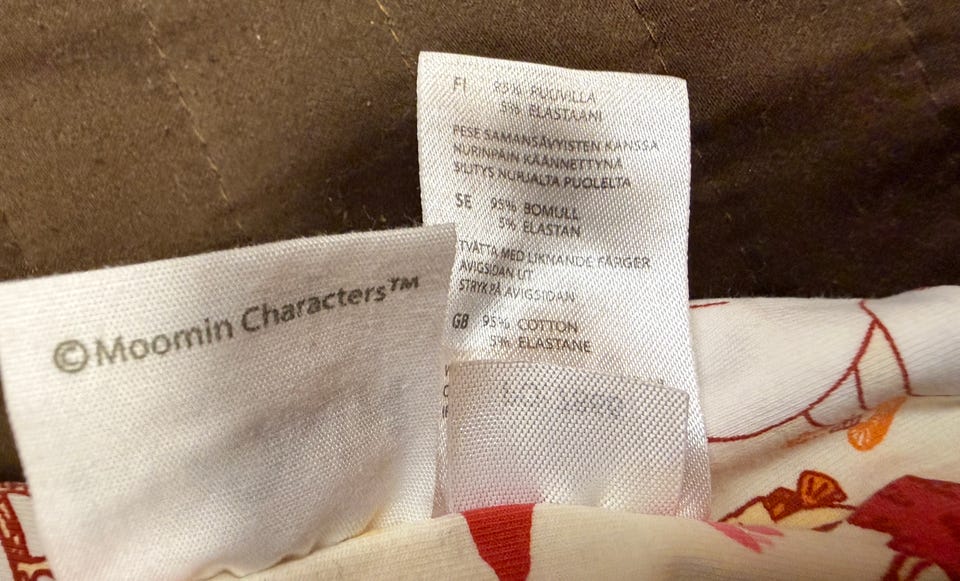 ©Moomin Characters™
FI 95% PUUVILLA
5% ELASTAANI
PESE SAMANSÄVYISTEN KANSSA
NURINPÄIN KÄÄNNETTYNÄ
SILITYS NURJALTA PUOLELTA
SE 95% BOMULL
5% ELASTAN
TVÄTTA MED LIKNANDE FÄRGER
AVIGSIDAN UT
STRYK PÅ AVIGSIDAN
GB 95% COTTON
5% ELASTANE